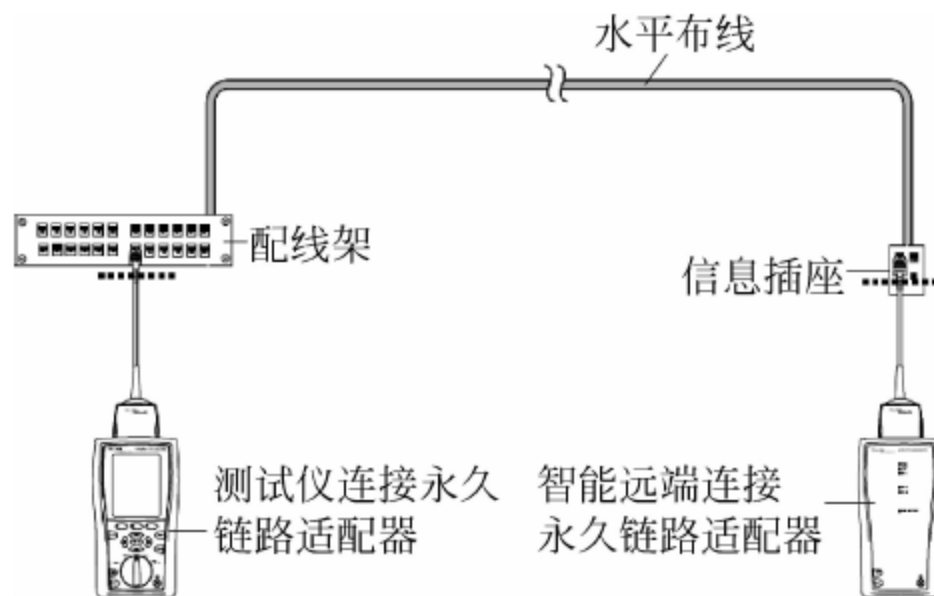 水平布线
配线架
信息插座
测试仪连接永久
链路适配器
智能远端连接
永久链路适配器